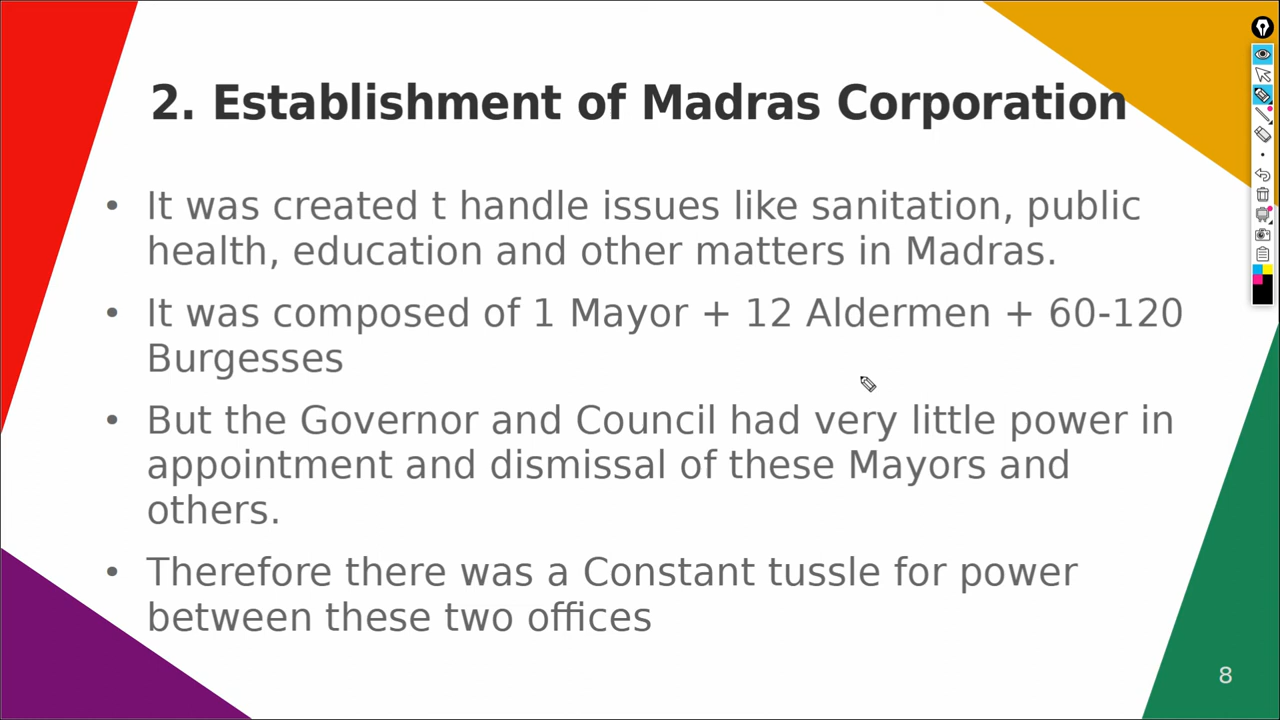 2. Establishment of Madras Corporation
• It was created t handle issues like sanitation, public
health, education and other matters in Madras.
• It was composed of 1 Mayor + 12 Aldermen + 60-120
Burgesses
• But the Governor and Council had very little power in
appointment and dismissal of these Mayors and
others.
• Therefore there was a Constant tussle for power
between these two offices
8